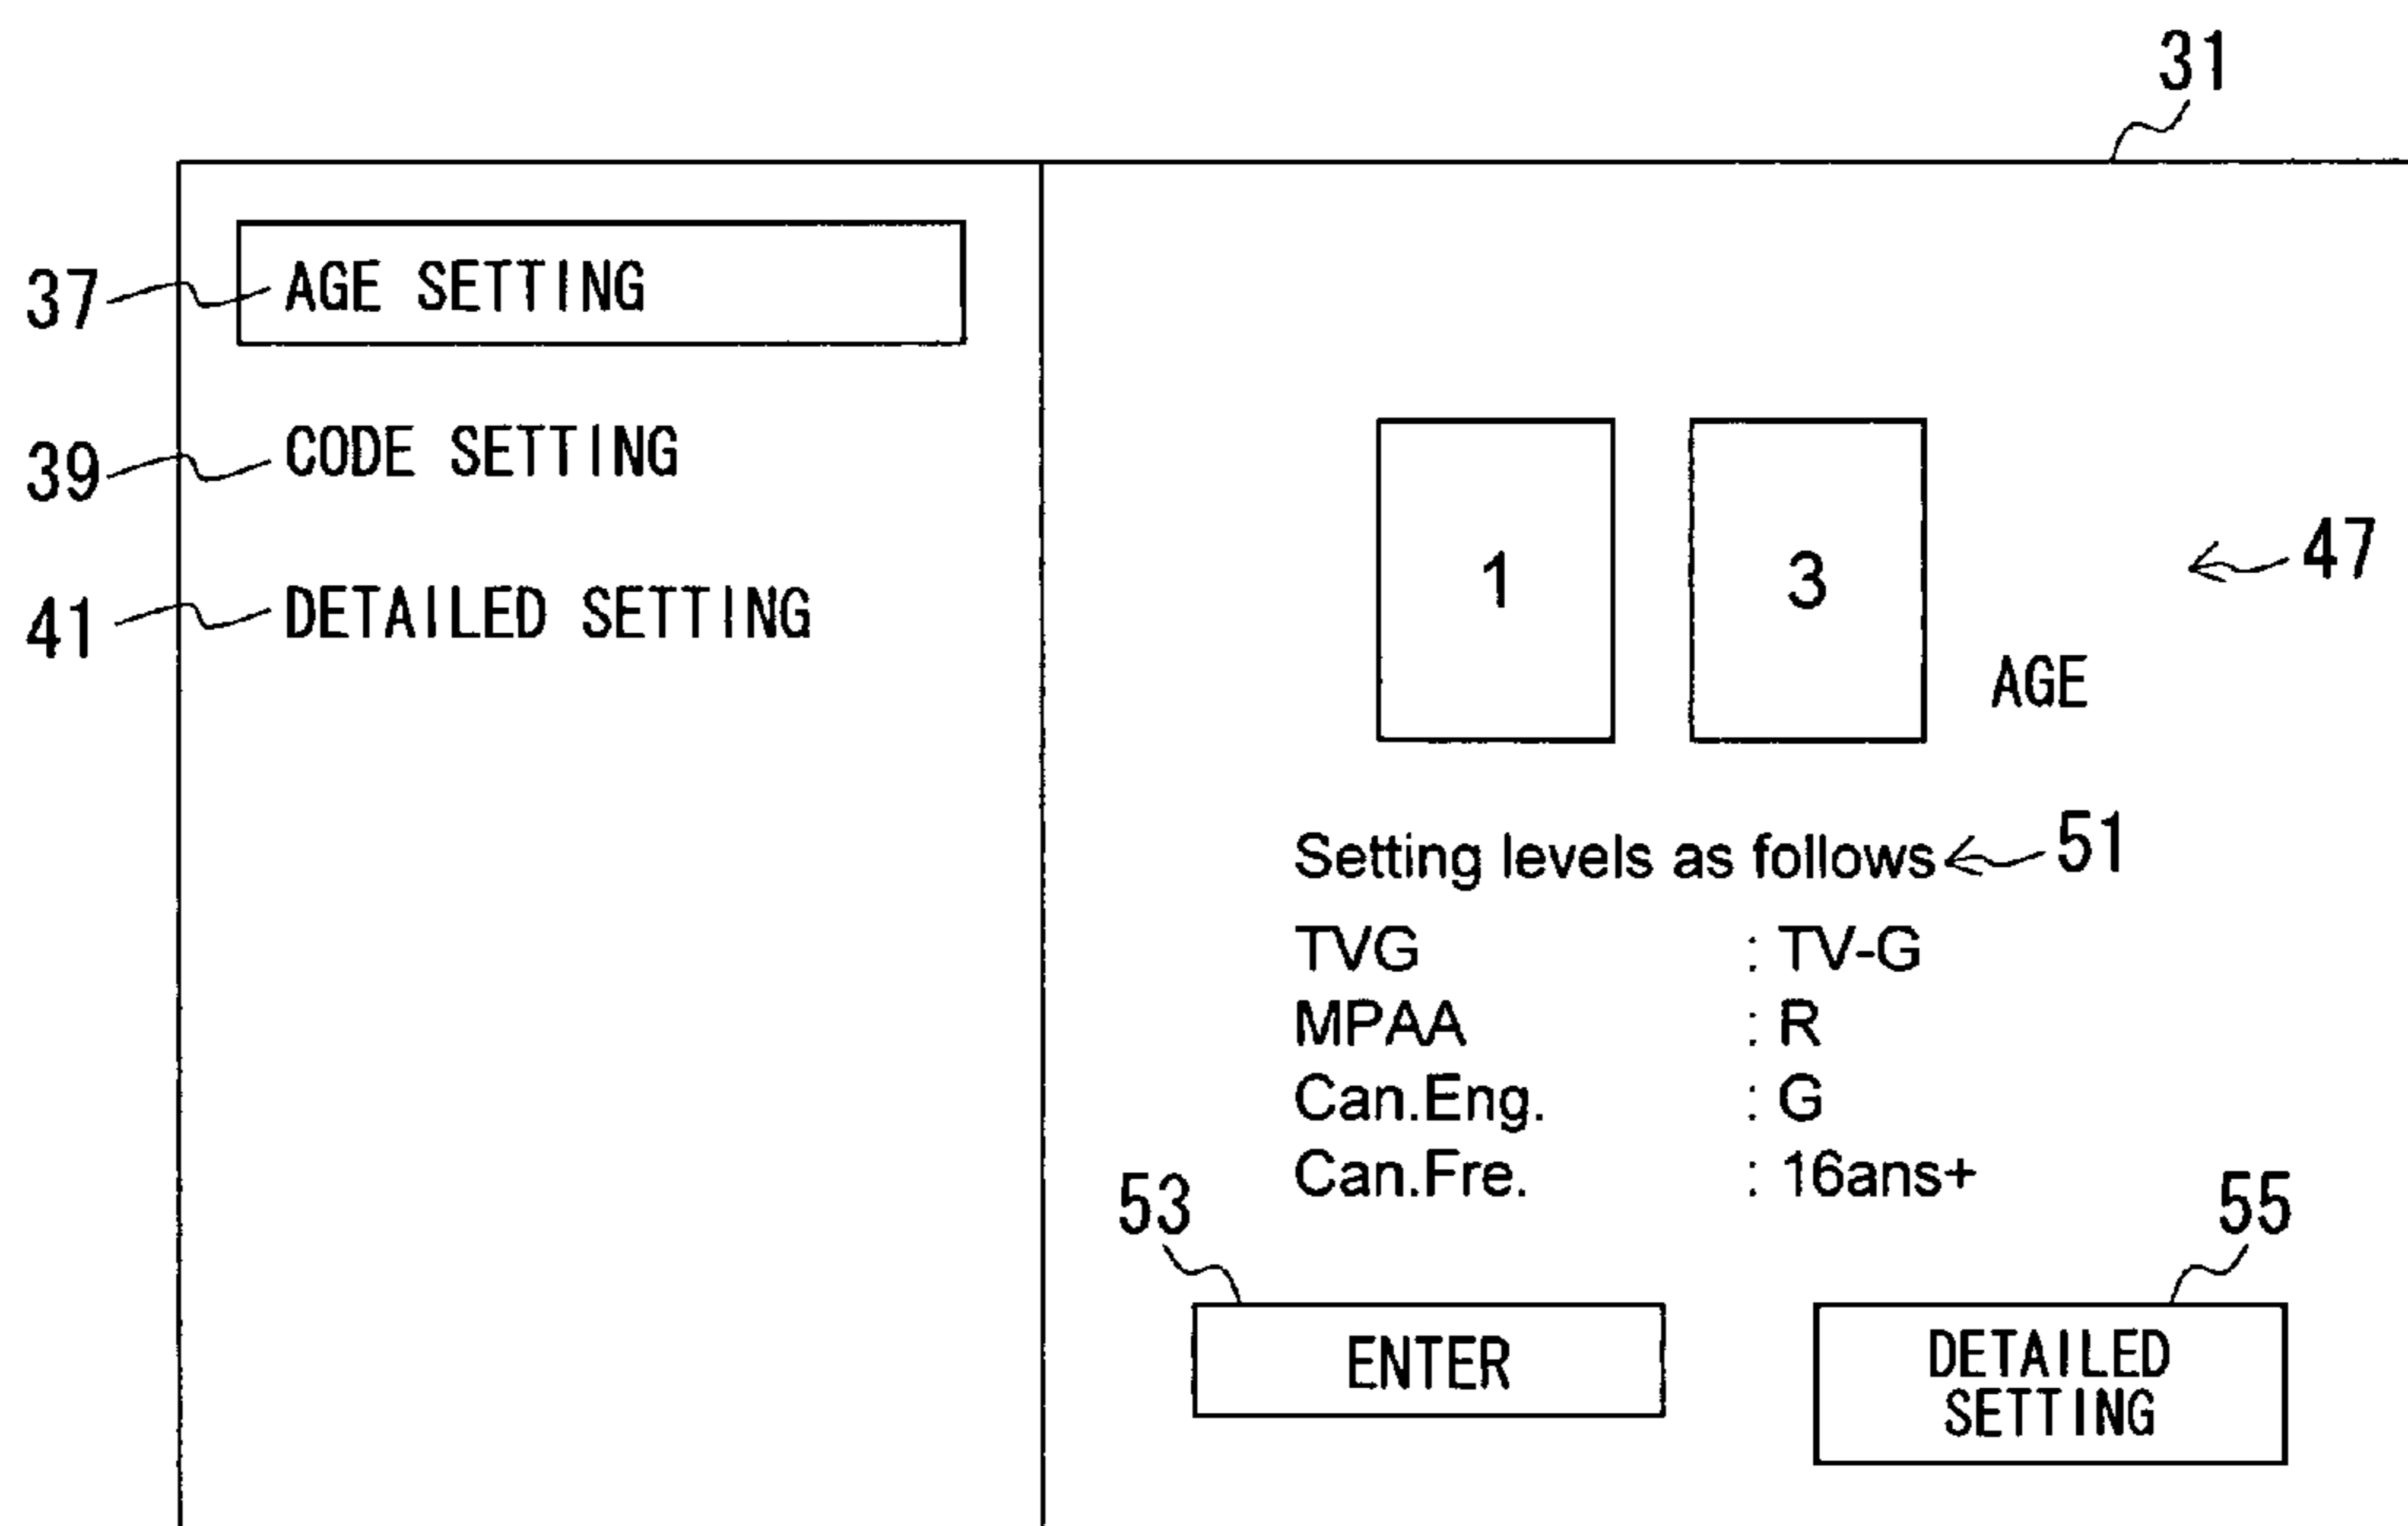 31
37 AGE SETTING
39 CODE SETTING
41 DETAILED SETTING
1 3 AGE
47
Setting levels as follows 51
TVG : TV-G
MPAA : R
Can.Eng. : G
Can.Fre. : 16ans+
53
55
ENTER
DETAILED
SETTING